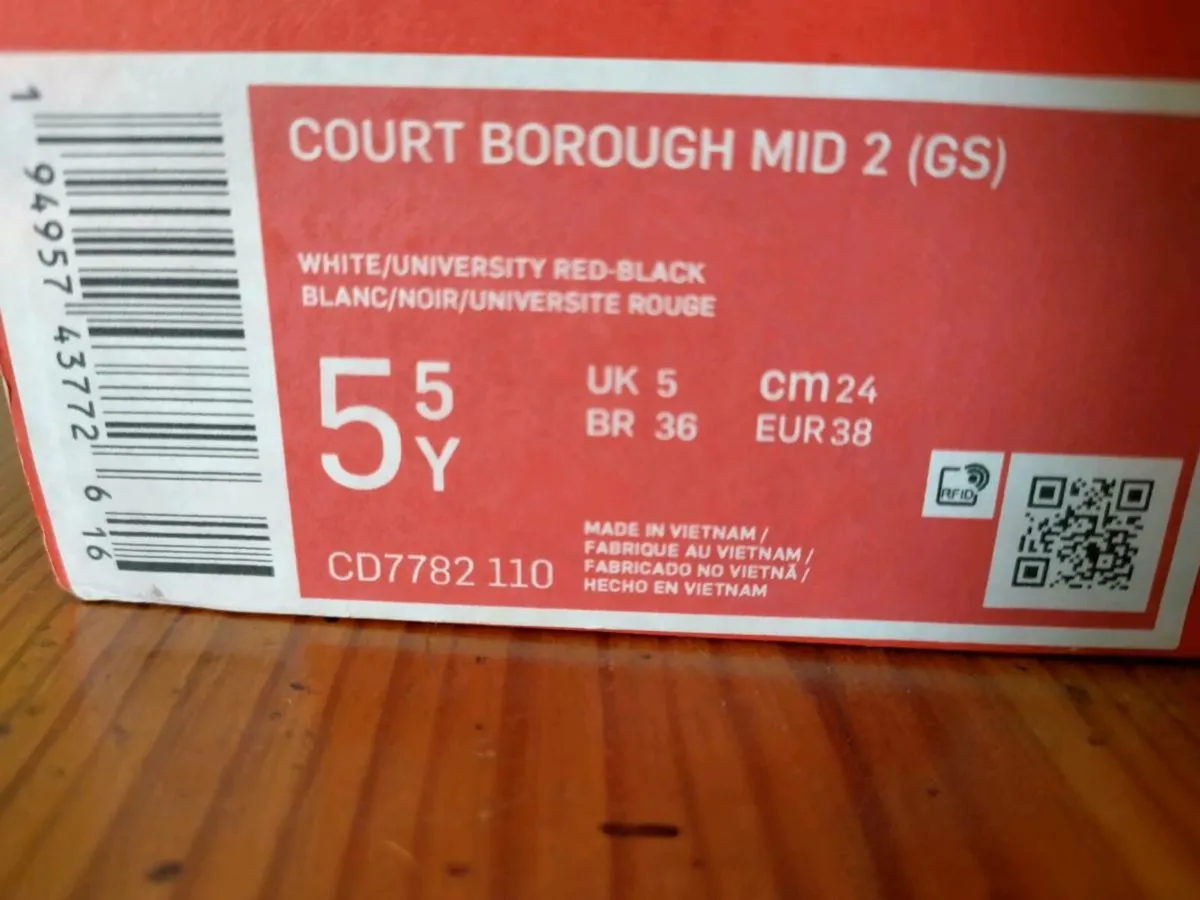 COURT BOROUGH MID 2 (GS)
WHITE/UNIVERSITY RED-BLACK
BLANC/NOIR/UNIVERSITE ROUGE
5 5 Y
UK 5 cm 24
BR 36 EUR 38
CD7782 110
MADE IN VIETNAM /
FABRIQUE AU VIETNAM /
FABRICADO NO VIETNÃ /
HECHO EN VIETNAM
RFID
1 94957 43772 6 16